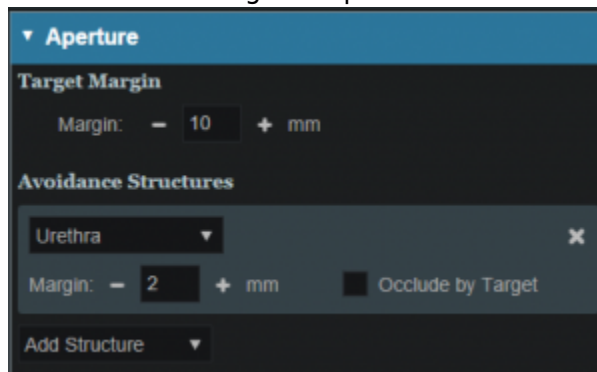 Aperture
Target Margin
Margin: − 10 + mm
Avoidance Structures
Urethra
Margin: − 2 + mm Occlude by Target
Add Structure